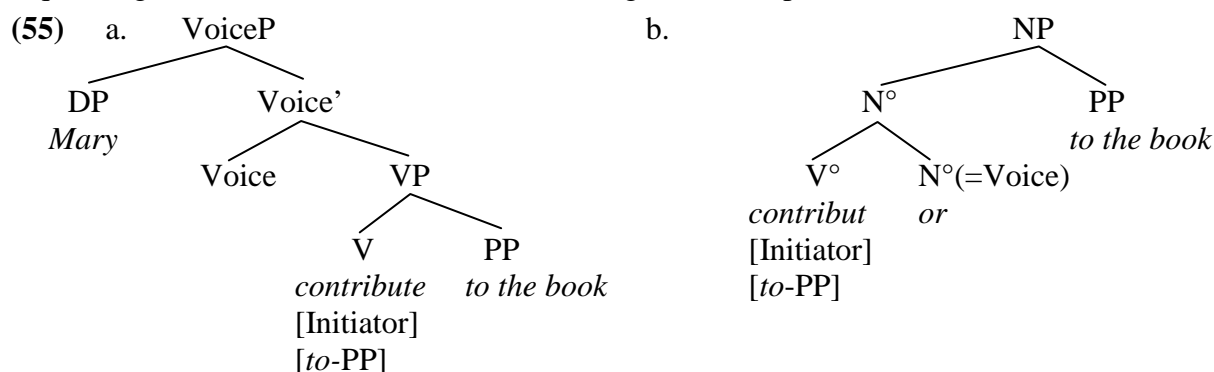 (55) a. VoiceP b. NP
DP Voice’ N° PP
Mary to the book
Voice VP V° N°(=Voice)
contribut or
V PP [Initiator]
contribute to the book [to-PP]
[Initiator]
[to-PP]